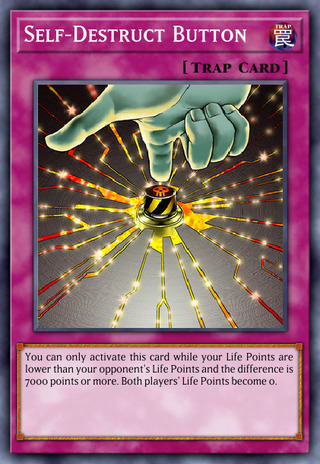 Self-Destruct Button
TRAP
罠
[Trap Card]
You can only activate this card while your Life Points are
lower than your opponent's Life Points and the difference is
7000 points or more. Both players' Life Points become 0.